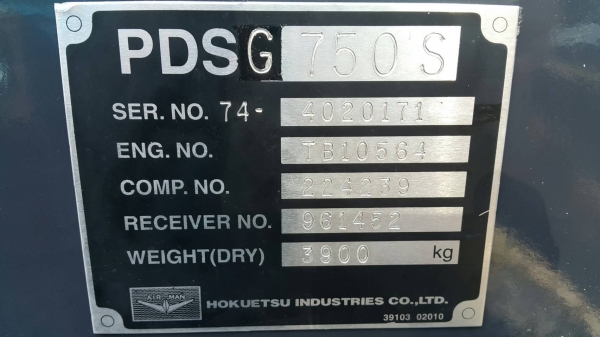 PDSG 750S
SER. NO. 74- 4020171
ENG. NO. TB10564
COMP. NO. 224239
RECEIVER NO. 961452
WEIGHT(DRY) 3900 kg
AIRMAN HOKUETSU INDUSTRIES CO.,LTD.
39103 02010